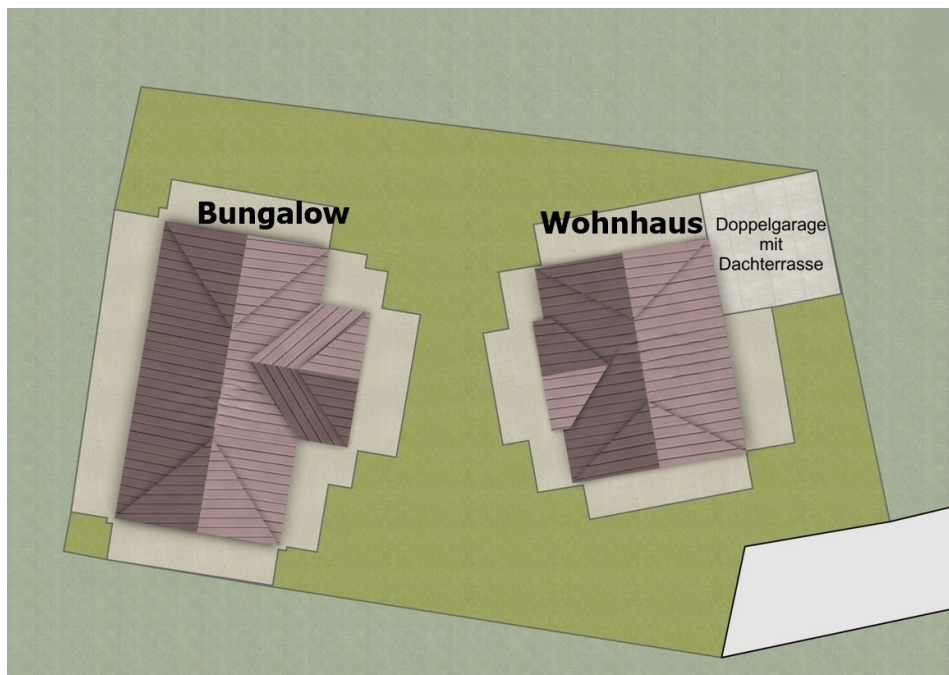 Bungalow
Wohnhaus
Doppelgarage
mit
Dachterrasse